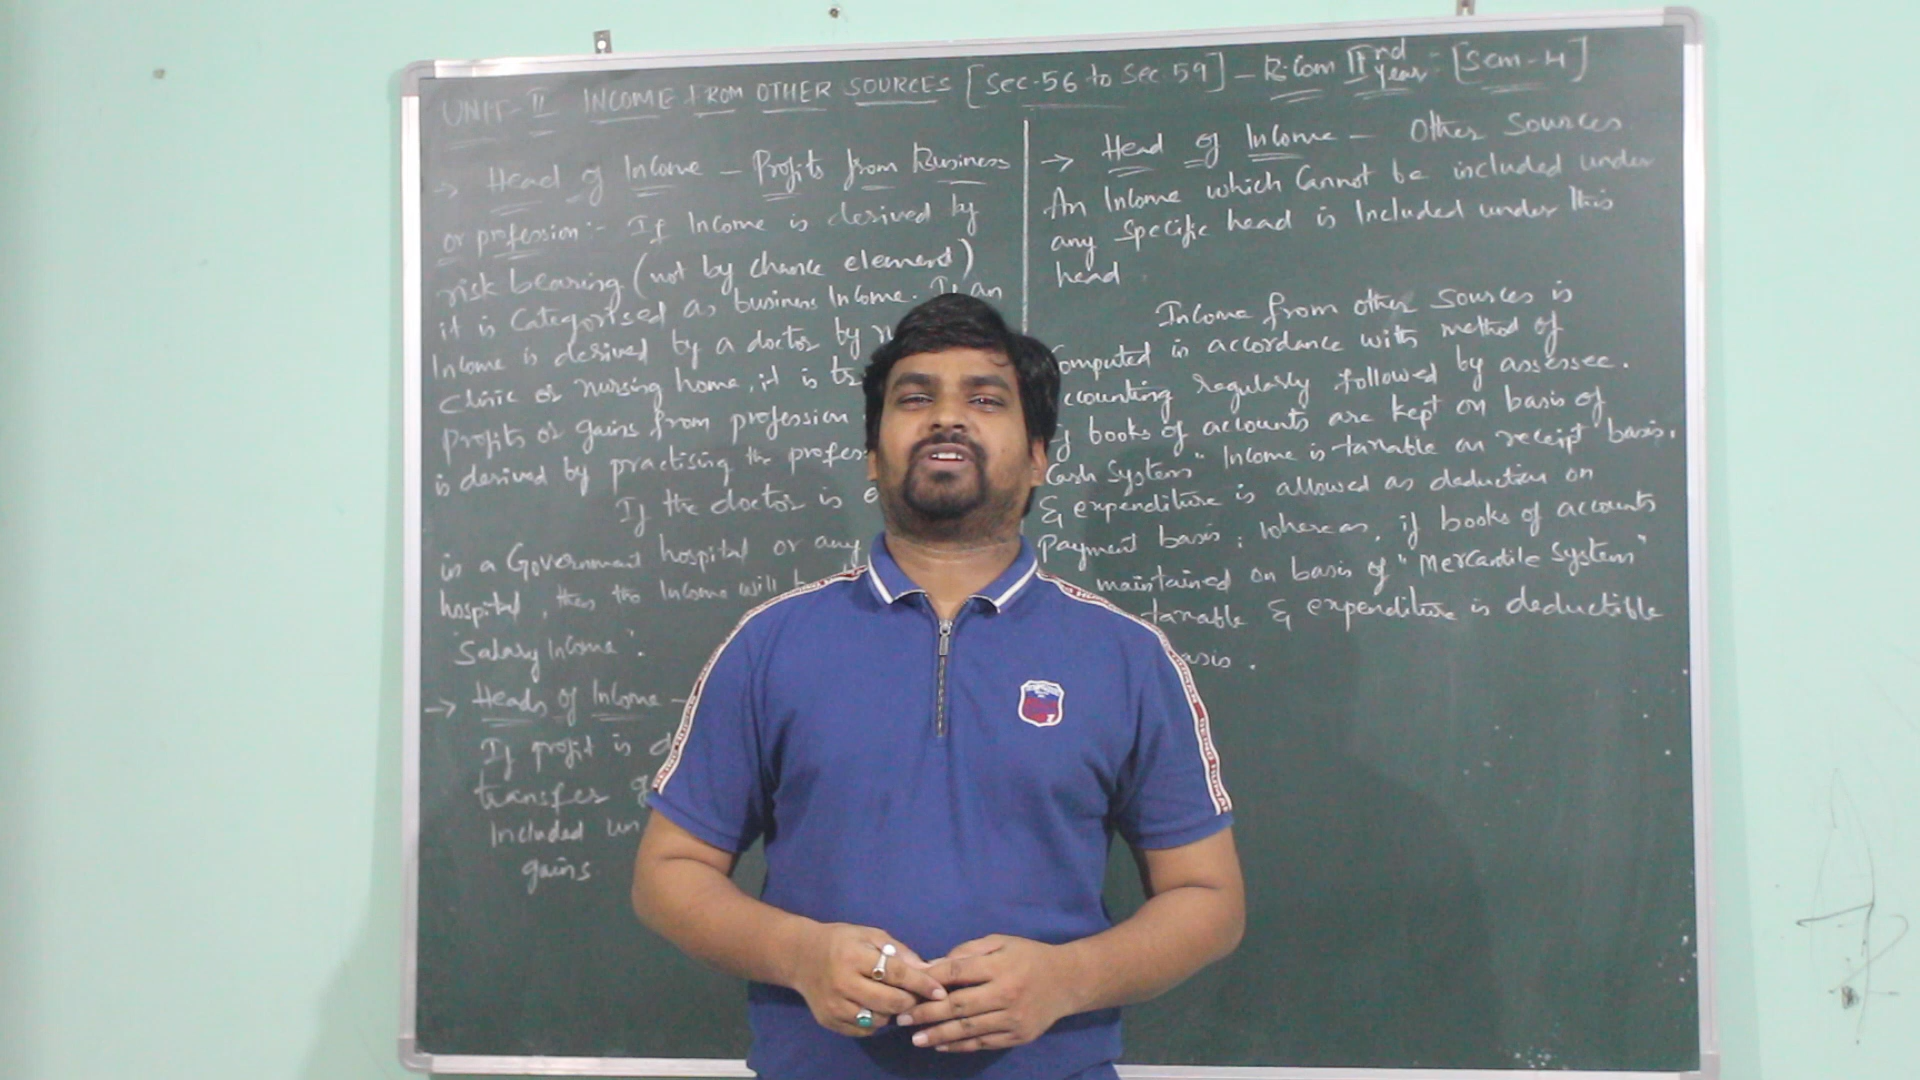 UNIT-II INCOME FROM OTHER SOURCES [Sec.56 to Sec.59] - B.Com IIrd year - [Sem-4]
→ Head of Income - Profits from Business
or profession:- If Income is derived by
risk bearing (not by chance element)
it is Categorised as business Income. If an
Income is derived by a doctor by
Clinic or nursing home, it is
Profits or gains from profession
is derived by practising the
If the doctor is
in a Government hospital or any
hospital, then the Income will
"Salary Income".
→ Heads of Income -
If profit is
transfer
Included
gains.
→ Head of Income - Other Sources
An Income which Cannot be included under
any Specific head is Included under this
head
Income from other Sources is
Computed in accordance with method of
ccounting regularly followed by assessee.
books of accounts are kept on basis of
Cash System" Income is taxable on receipt basis.
& expenditure is allowed as deduction on
Payment basis; whereas, if books of accounts
maintained on basis of "Mercantile System"
taxable & expenditure is deductible
asis.